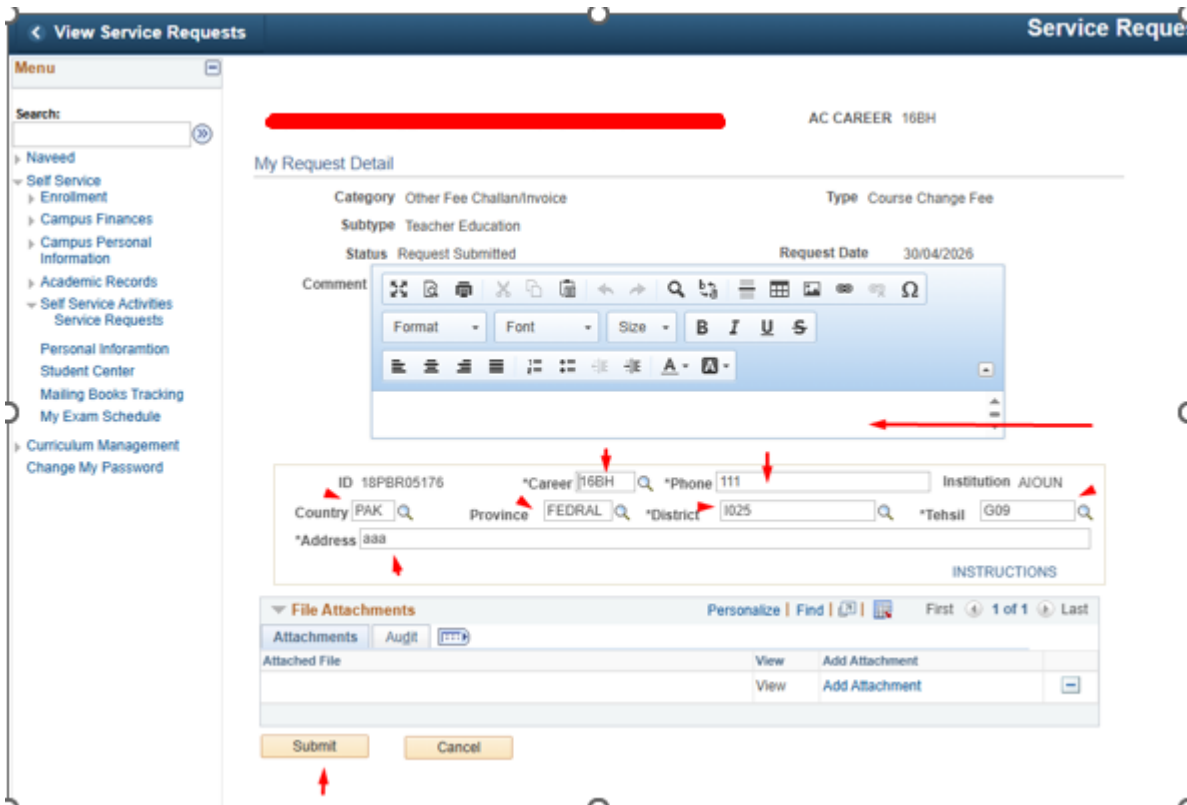 View Service Requests
Service Reques
Menu
Search:
AC CAREER 16BH
Naveed
Self Service
Enrollment
Campus Finances
Campus Personal
Information
Academic Records
Self Service Activities
Service Requests
Personal Inforamtion
Student Center
Mailing Books Tracking
My Exam Schedule
Curriculum Management
Change My Password
My Request Detail
Category Other Fee Challan/Invoice Type Course Change Fee
Subtype Teacher Education
Status Request Submitted Request Date 30/04/2026
Comment
Format Font Size B I U S
ID 18PBR05176 *Career 16BH *Phone 111 Institution AIOUN
Country PAK Province FEDRAL *District I025 *Tehsil G09
*Address aaa
INSTRUCTIONS
File Attachments Personalize | Find | First 1 of 1 Last
Attachments Audit
Attached File View Add Attachment
View Add Attachment
Submit Cancel